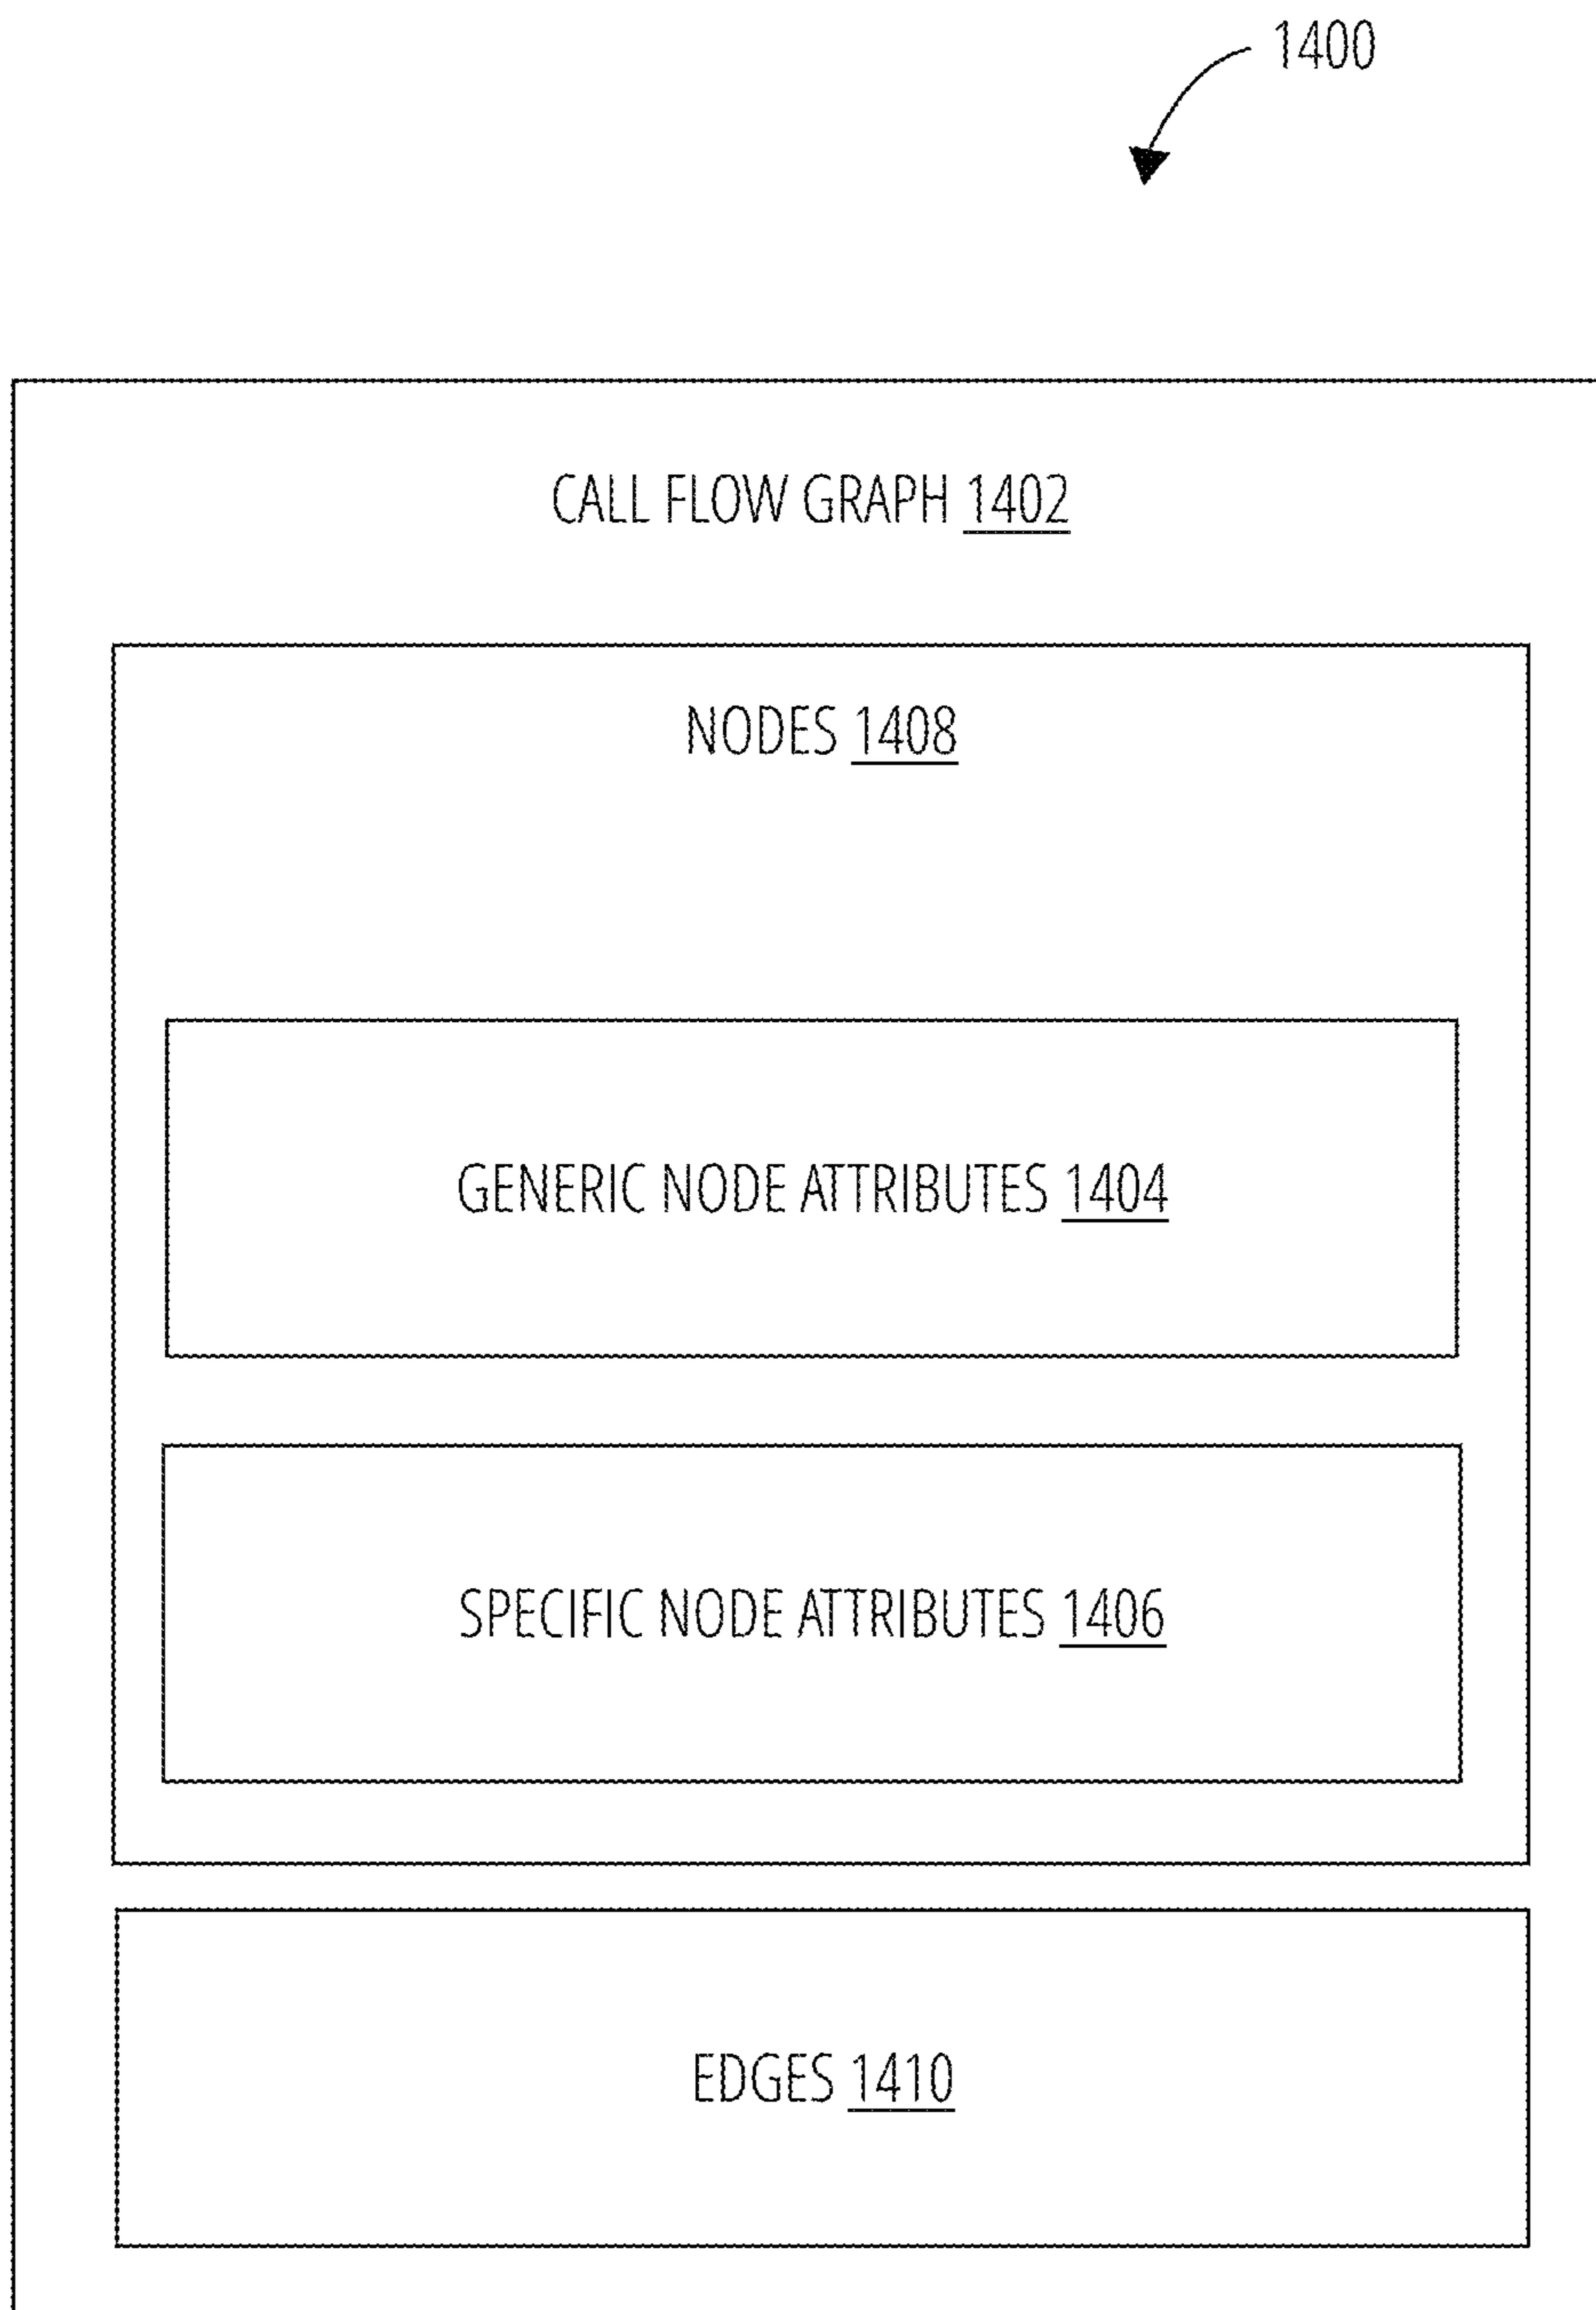 1400
CALL FLOW GRAPH 1402
NODES 1408
GENERIC NODE ATTRIBUTES 1404
SPECIFIC NODE ATTRIBUTES 1406
EDGES 1410